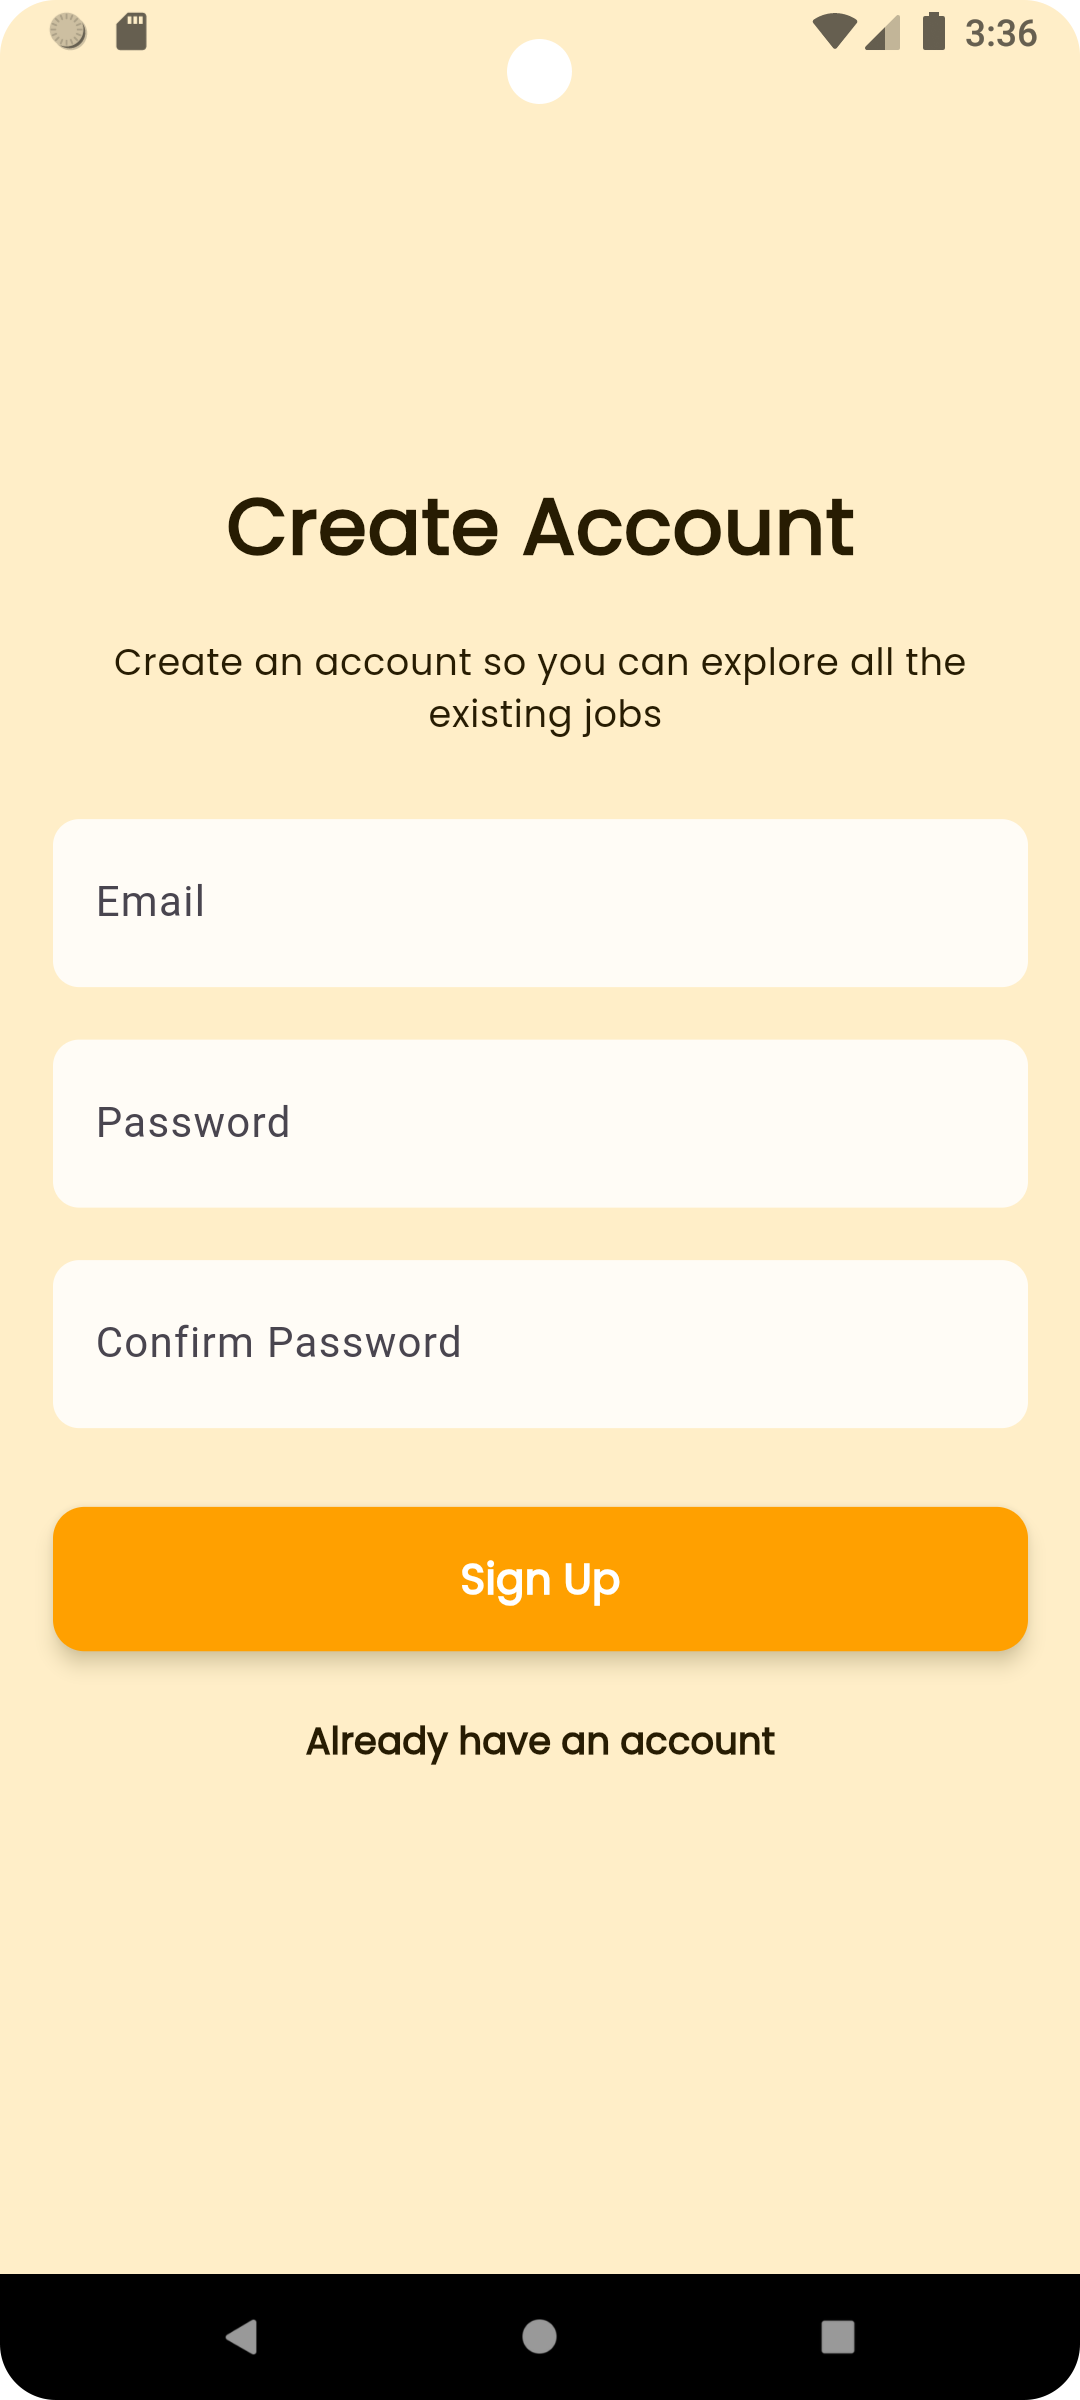 3:36
Create Account
Create an account so you can explore all the
existing jobs
Email
Password
Confirm Password
Sign Up
Already have an account